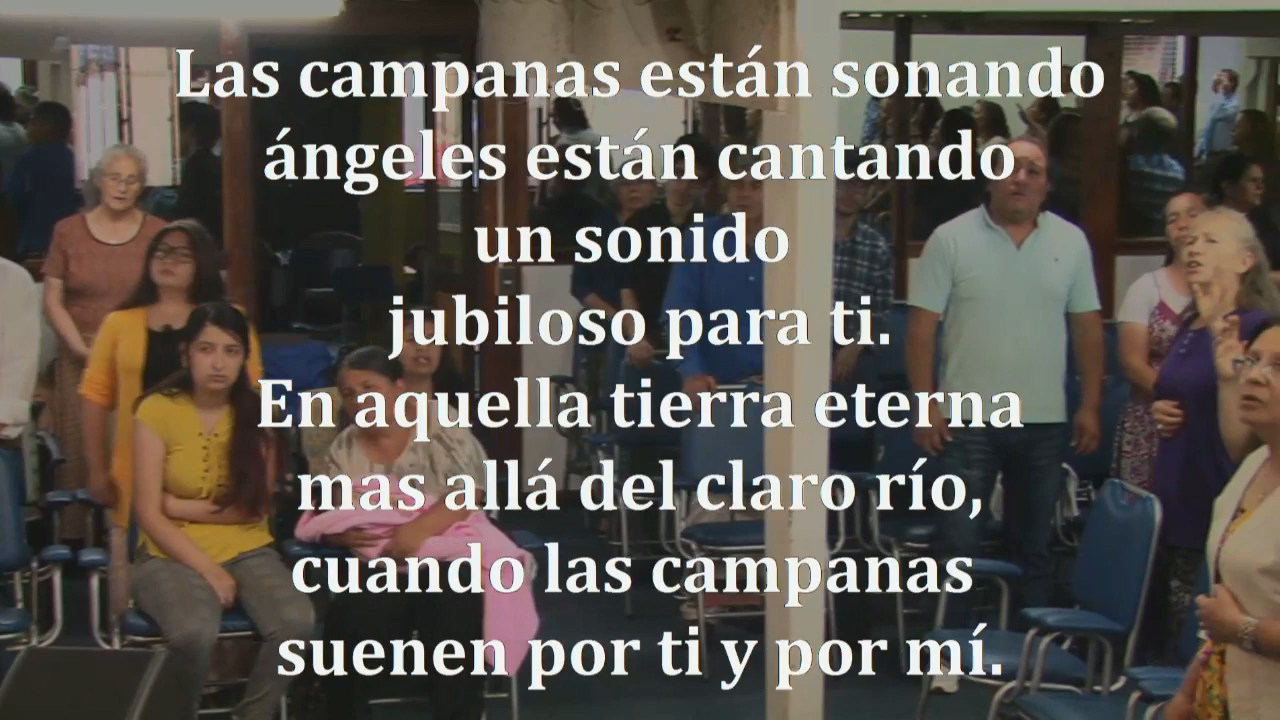 Las campanas están sonando
ángeles están cantando
un sonido
jubiloso para ti.
En aquella tierra eterna
mas allá del claro río,
cuando las campanas
suenen por ti y por mí.